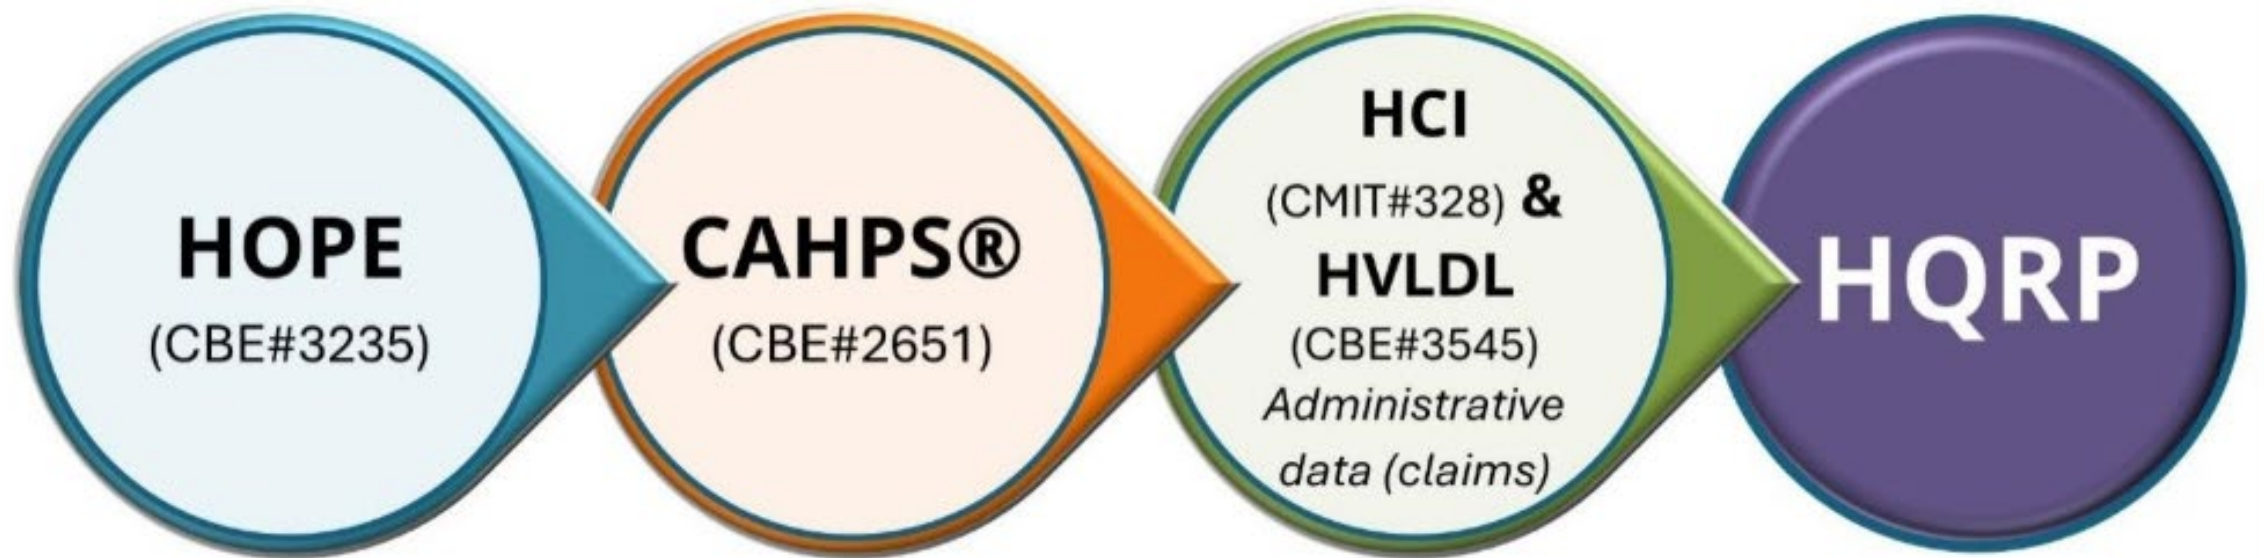 HOPE
(CBE#3235)
CAHPS®
(CBE#2651)
HCI
(CMIT#328) &
HVLDL
(CBE#3545)
Administrative
data (claims)
HQRP